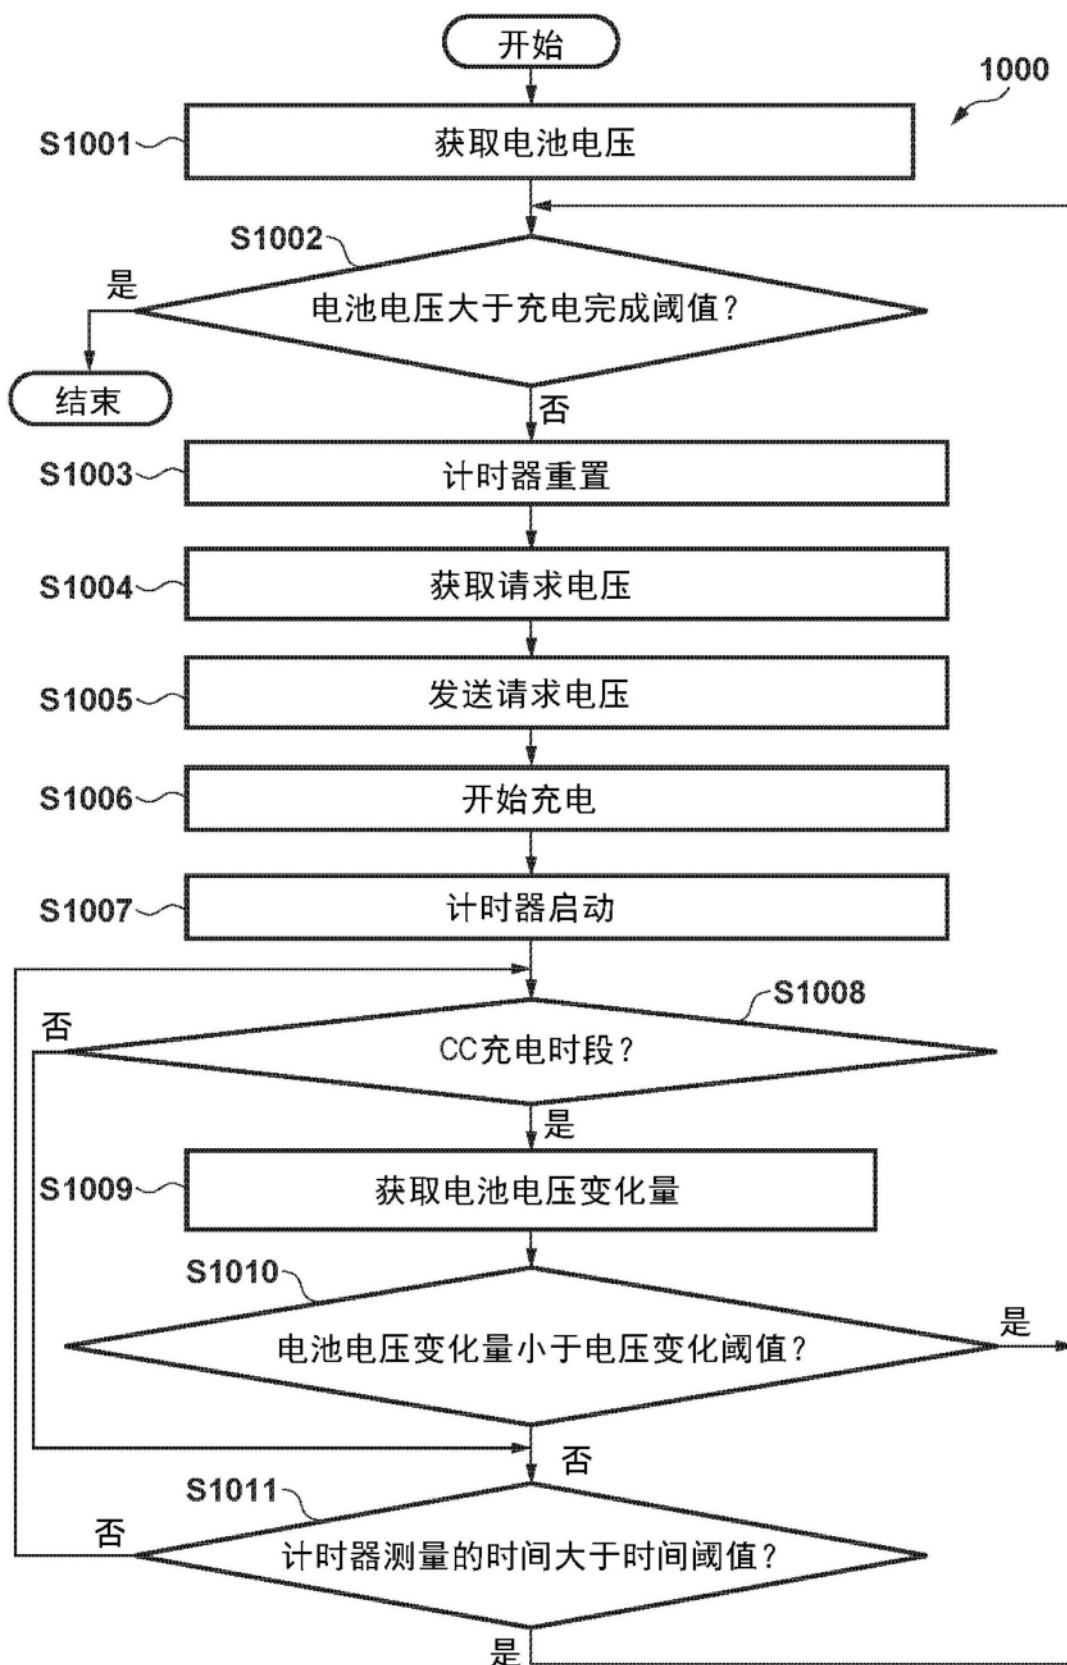 开始
1000
S1001
获取电池电压
S1002
是
电池电压大于充电完成阈值?
结束
否
S1003
计时器重置
S1004
获取请求电压
S1005
发送请求电压
S1006
开始充电
S1007
计时器启动
S1008
否
CC充电时段?
是
S1009
获取电池电压变化量
S1010
是
电池电压变化量小于电压变化阈值?
否
S1011
否
计时器测量的时间大于时间阈值?
是